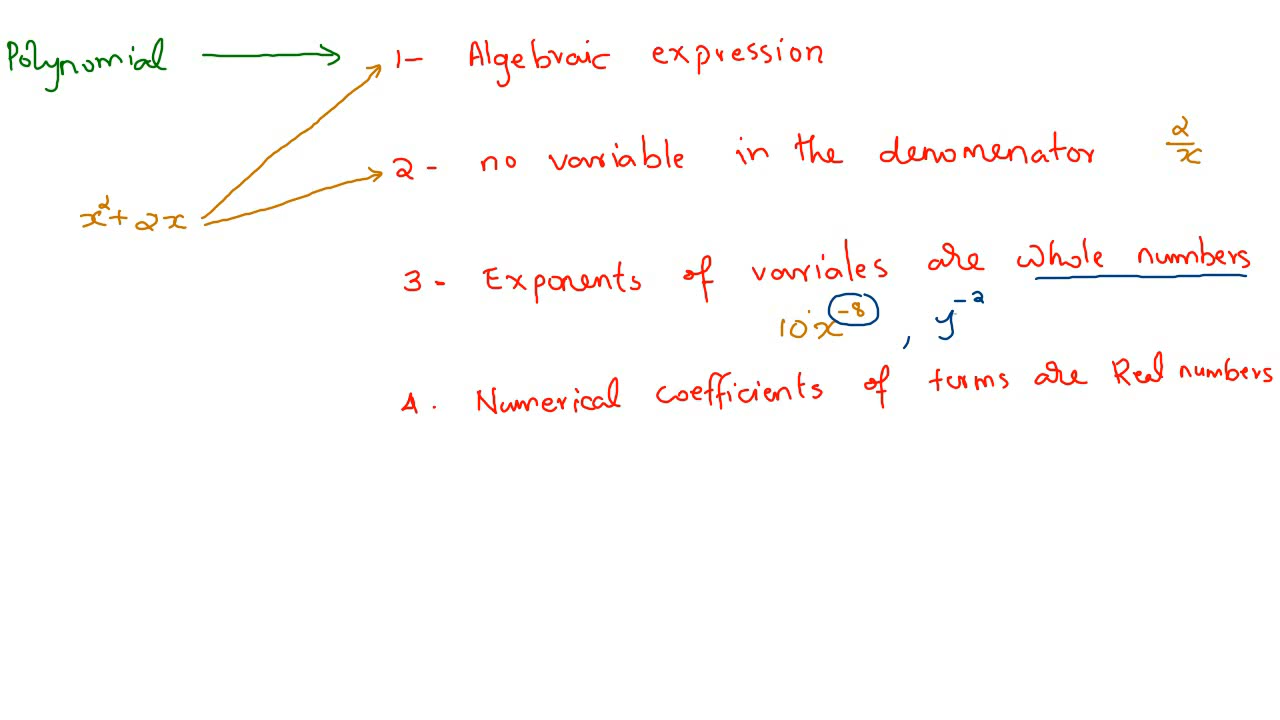 Polynomial → 1- Algebraic expression
2- no variable in the denomenator 2/x
x² + 2x
3- Exponents of variales are whole numbers
10x⁻⁸ , y⁻²
4. Numerical coefficients of terms are Real numbers